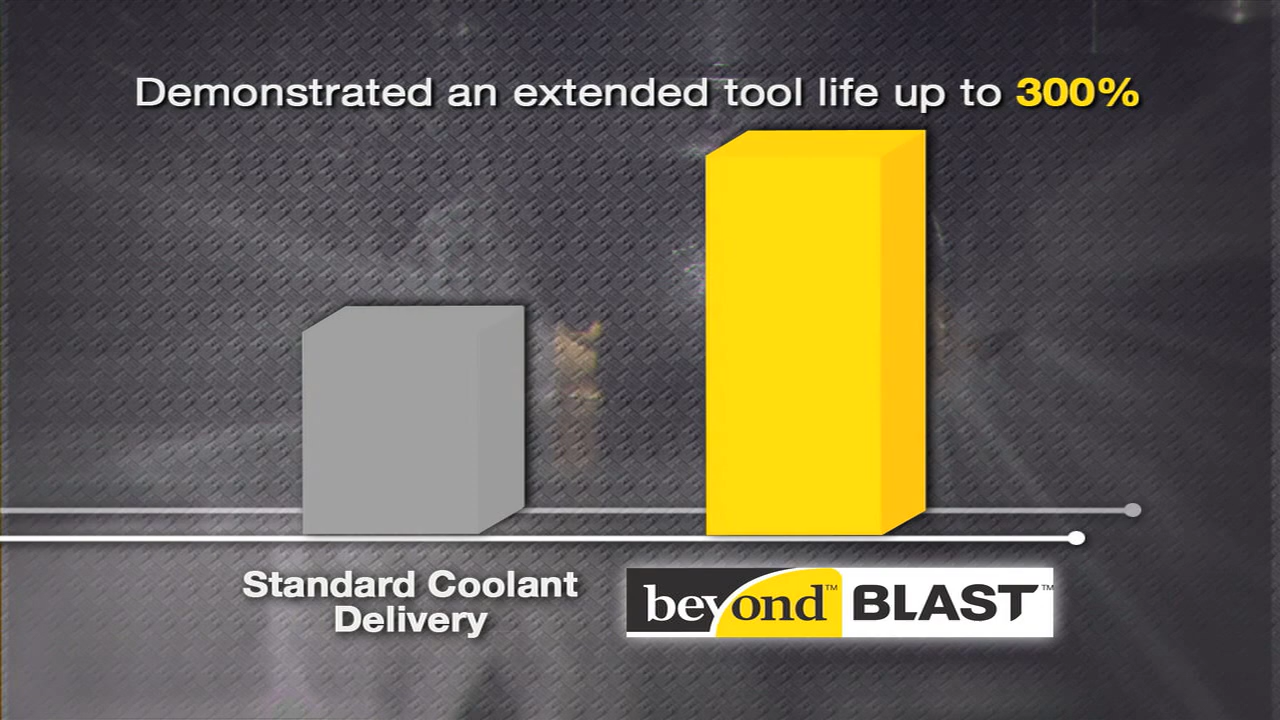 Demonstrated an extended tool life up to 300%
Standard Coolant
Delivery
beyond™ BLAST™